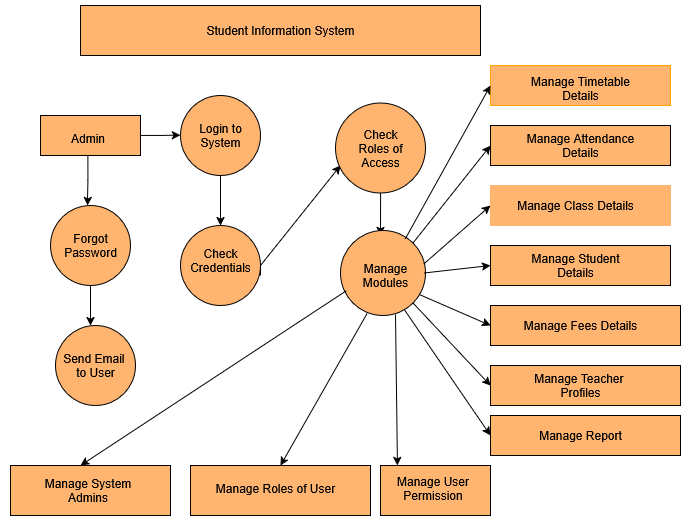 Student Information System
Manage Timetable
Details
Admin
Login to
System
Check
Roles of
Access
Manage Attendance
Details
Manage Class Details
Forgot
Password
Check
Credentials
Manage
Modules
Manage Student
Details
Manage Fees Details
Send Email
to User
Manage Teacher
Profiles
Manage Report
Manage System
Admins
Manage Roles of User
Manage User
Permission